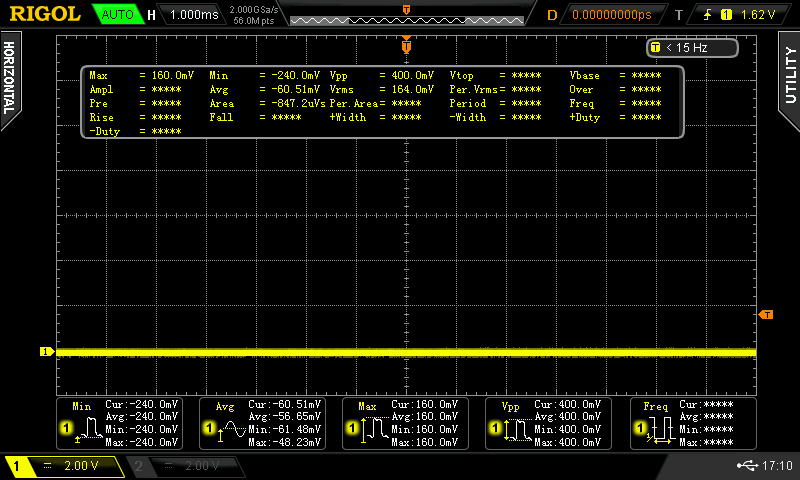 RIGOL AUTO H 1.000ms 2.000GSa/s 56.0M pts T D 0.00000000ps T 1 1.62 V
HORIZONTAL
UTILITY
T
T < 15 Hz
Max = 160.0mV Min = -240.0mV Vpp = 400.0mV Vtop = ***** Vbase = *****
Ampl = ***** Avg = -60.51mV Vrms = 164.0mV Per.Vrms= ***** Over = *****
Pre = ***** Area = -847.2uVs Per.Area= ***** Period = ***** Freq = *****
Rise = ***** Fall = ***** +Width = ***** -Width = ***** +Duty = *****
-Duty = *****
T
1
Min
1
Cur:-240.0mV
Avg:-240.0mV
Min:-240.0mV
Max:-240.0mV
Avg
1
Cur:-60.51mV
Avg:-56.65mV
Min:-61.48mV
Max:-48.23mV
Max
1
Cur:160.0mV
Avg:160.0mV
Min:160.0mV
Max:160.0mV
Vpp
1
Cur:400.0mV
Avg:400.0mV
Min:400.0mV
Max:400.0mV
Freq
1
Cur:*****
Avg:*****
Min:*****
Max:*****
1 2.00 V 2 2.00 V 17:10